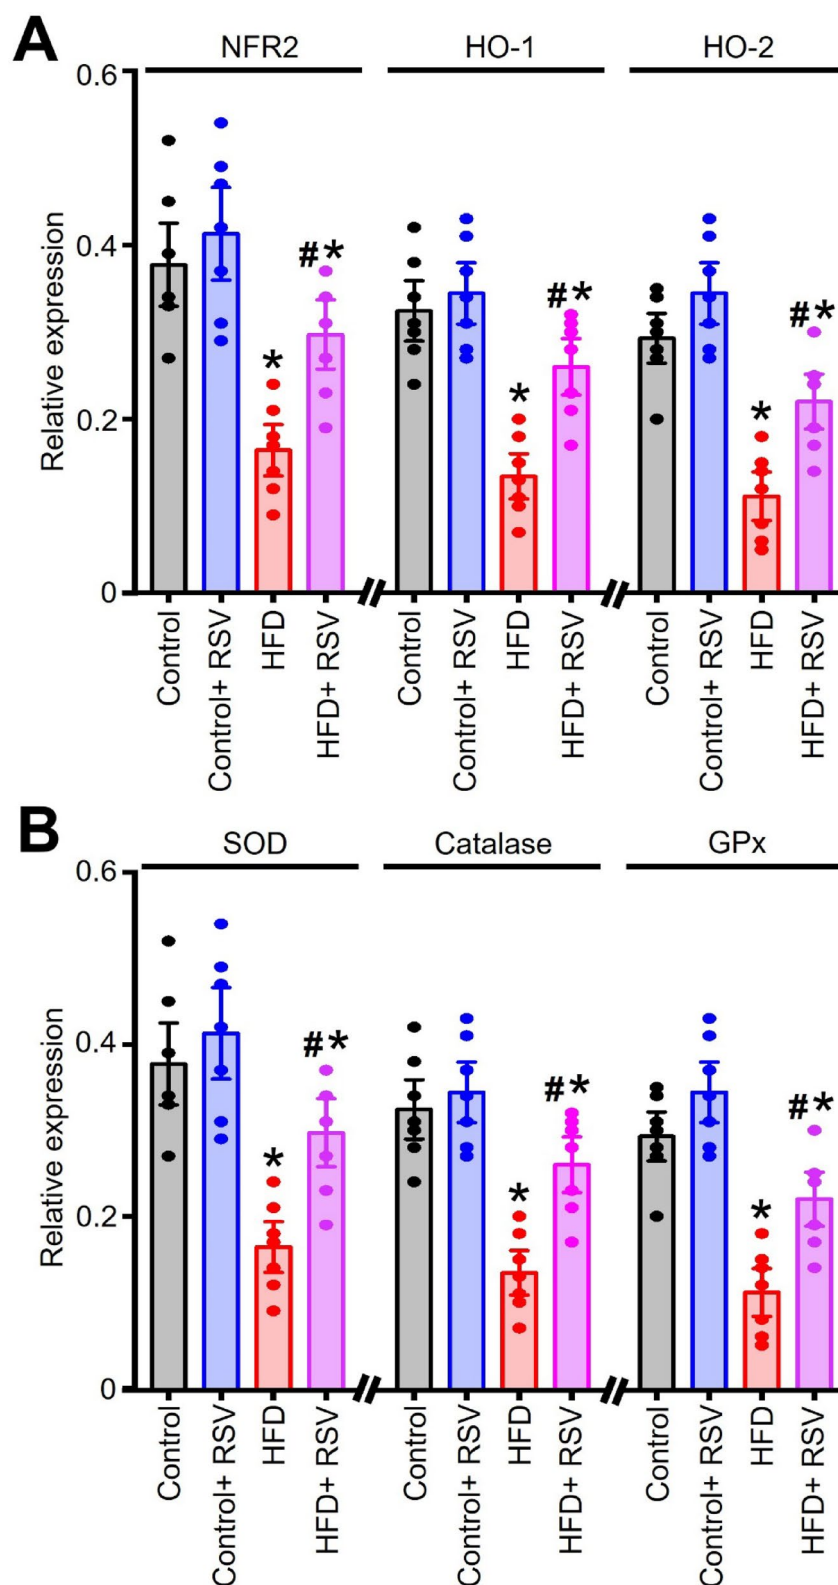 A
NFR2 HO-1 HO-2
Relative expression
0.6
0.4
0.2
0
#* #* #*
* * *
Control Control+ RSV HFD HFD+ RSV Control Control+ RSV HFD HFD+ RSV Control Control+ RSV HFD HFD+ RSV
B
SOD Catalase GPx
Relative expression
0.6
0.4
0.2
0
#* #* #*
* * *
Control Control+ RSV HFD HFD+ RSV Control Control+ RSV HFD HFD+ RSV Control Control+ RSV HFD HFD+ RSV